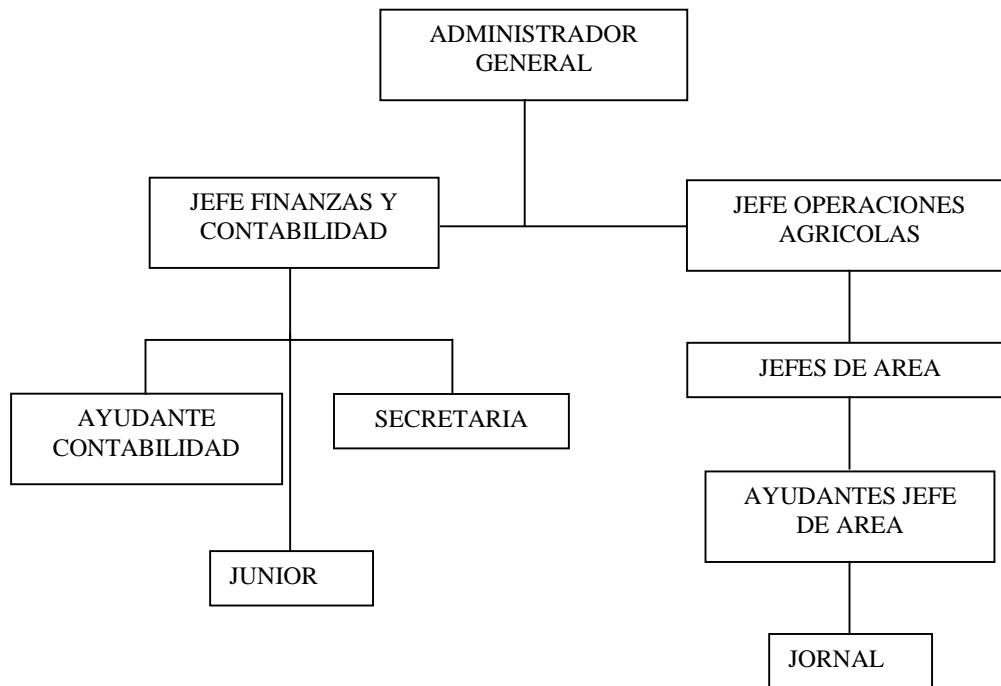 ADMINISTRADOR
GENERAL
JEFE FINANZAS Y
CONTABILIDAD
JEFE OPERACIONES
AGRICOLAS
JEFES DE AREA
AYUDANTE
CONTABILIDAD
SECRETARIA
AYUDANTES JEFE
DE AREA
JUNIOR
JORNAL